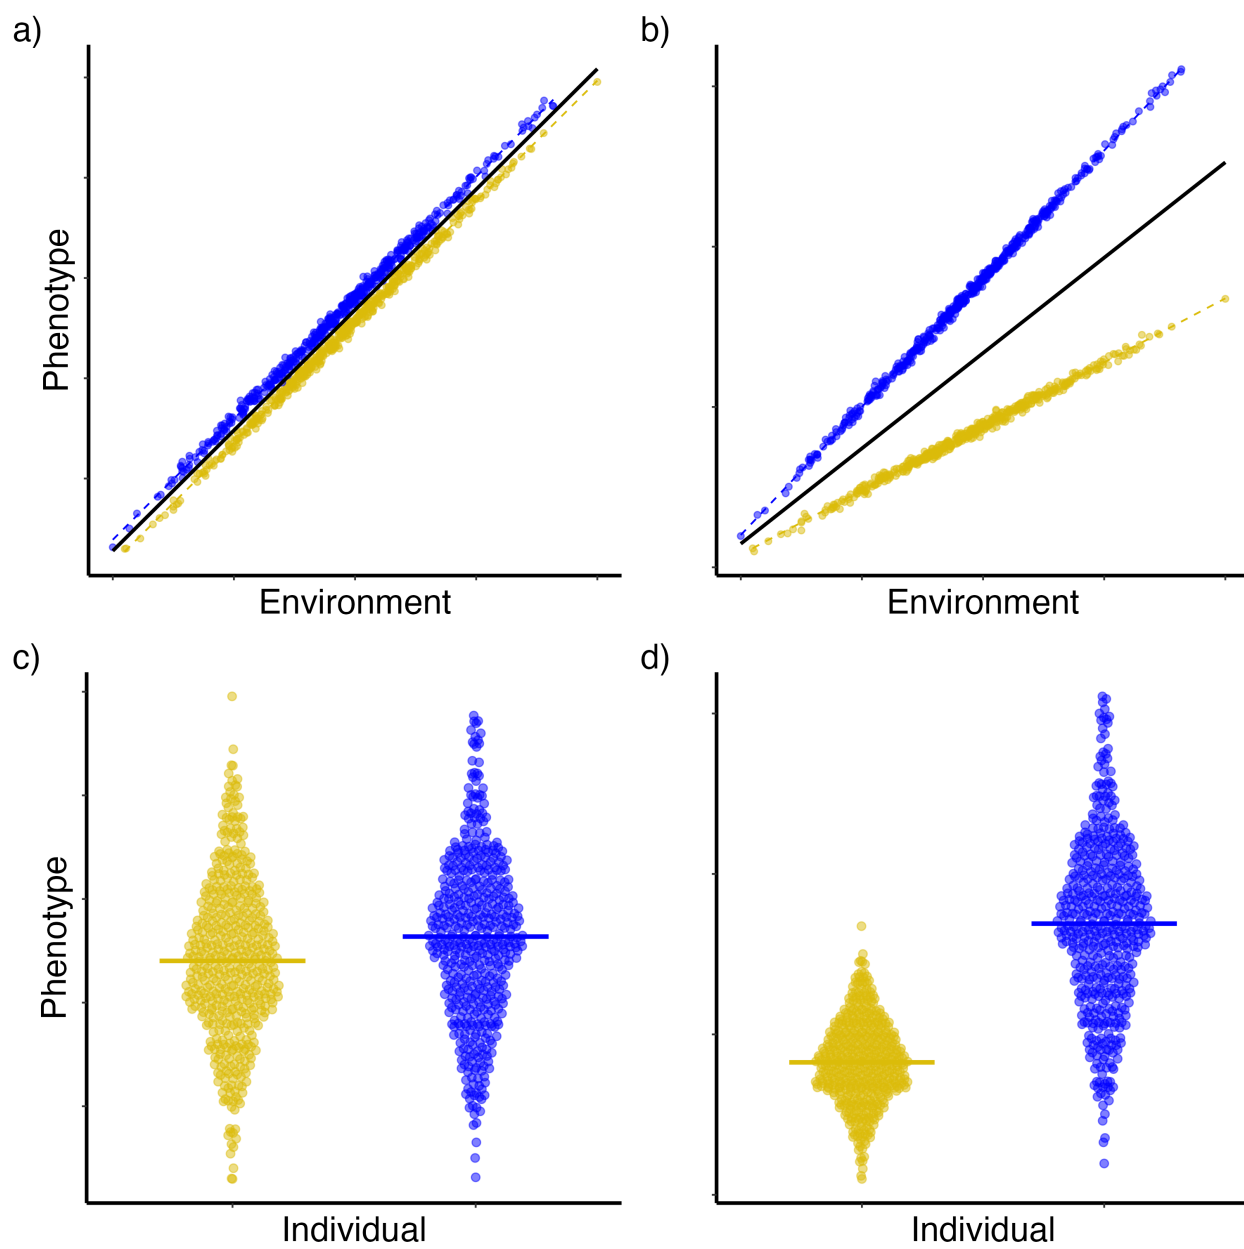 a)
b)
Phenotype
Environment
Environment
c)
d)
Phenotype
Individual
Individual